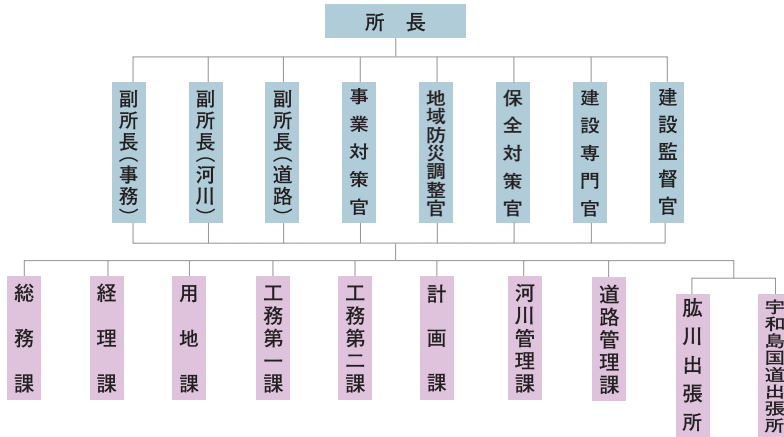 所長
副所長(事務)
副所長(河川)
副所長(道路)
事業対策官
地域防災調整官
保全対策官
建設専門官
建設監督官
総務課
経理課
用地課
工務第一課
工務第二課
計画課
河川管理課
道路管理課
肱川出張所
宇和島国道出張所